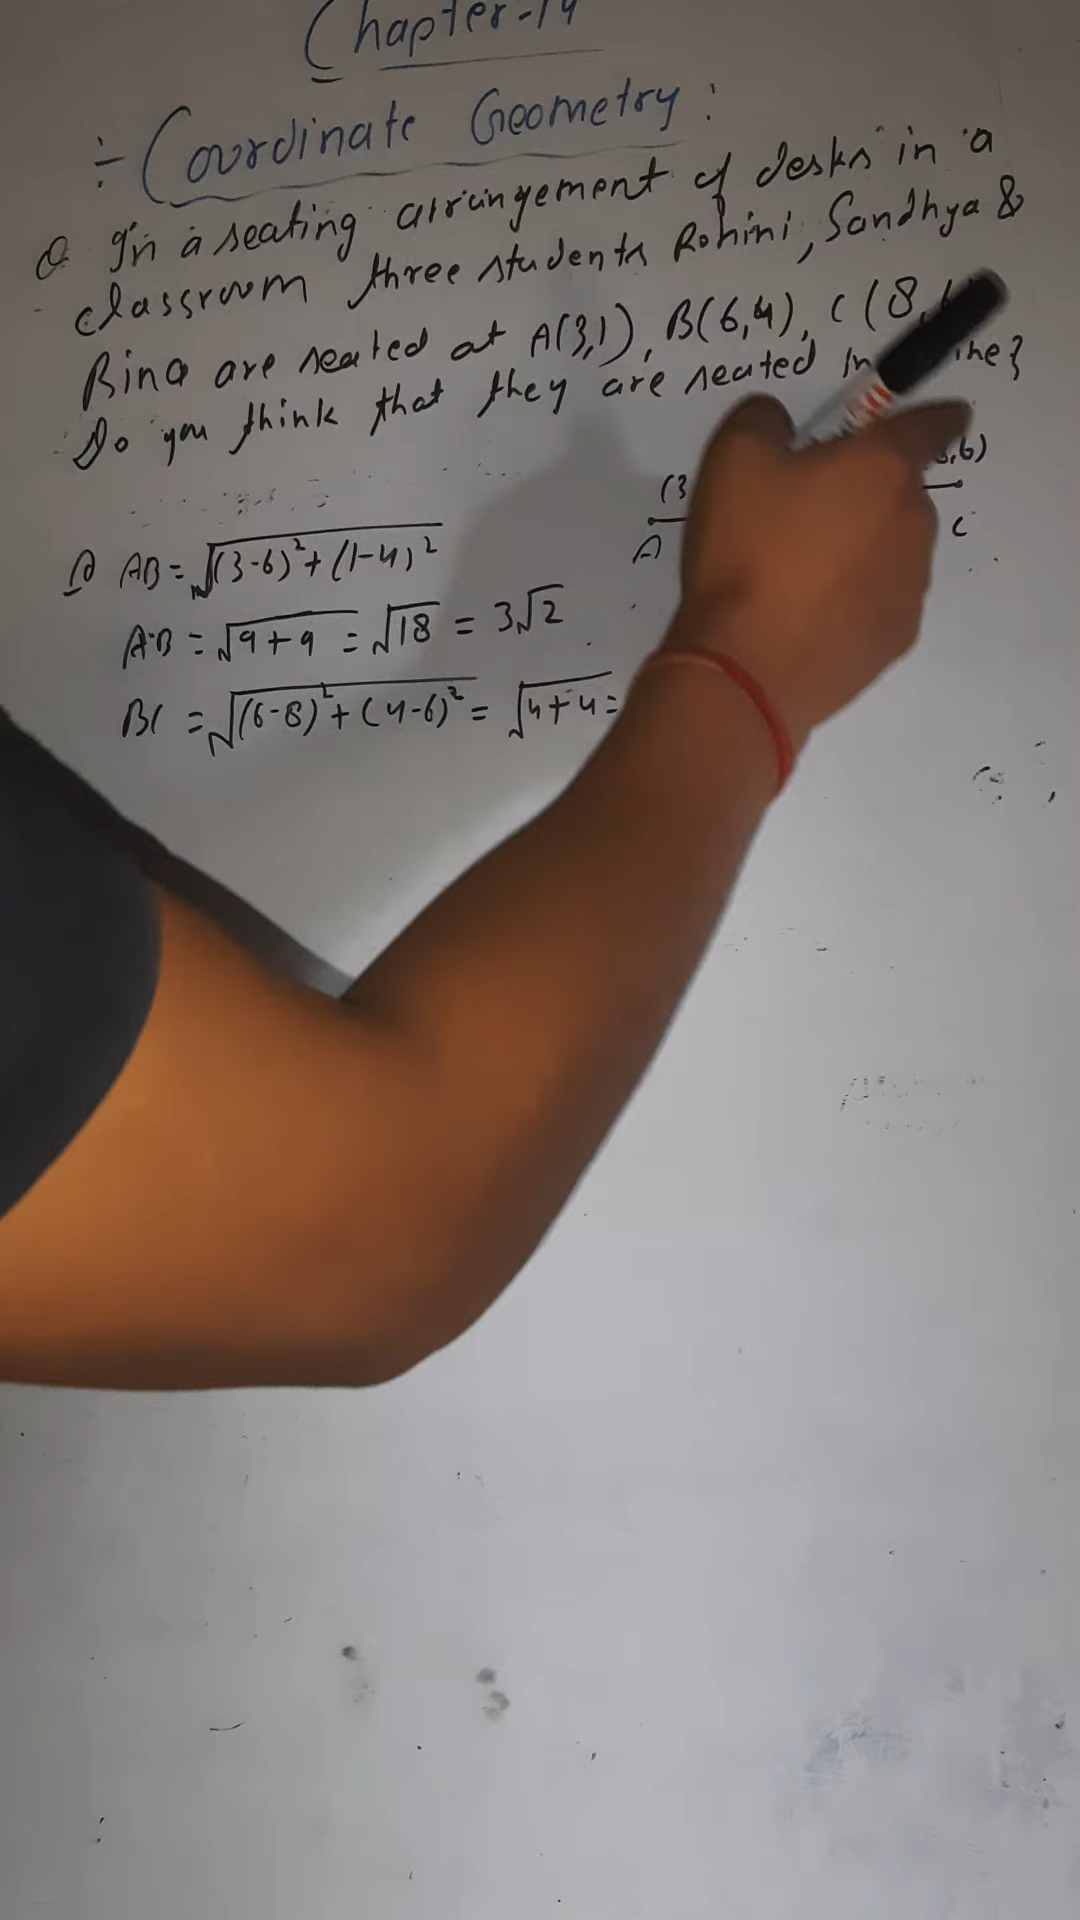 Chapter-14
÷ Coordinate Geometry:
Q. In a seating arrangement of desks in a
classroom three students Rohini, Sandhya &
Bina are seated at A(3,1), B(6,4), C(8,
Do you think that they are seated in
(3 ,6)
A C
AB = √(3-6)²+(1-4)²
AB = √9+9 = √18 = 3√2
BC = √(6-8)²+(4-6)² = √4+4 =